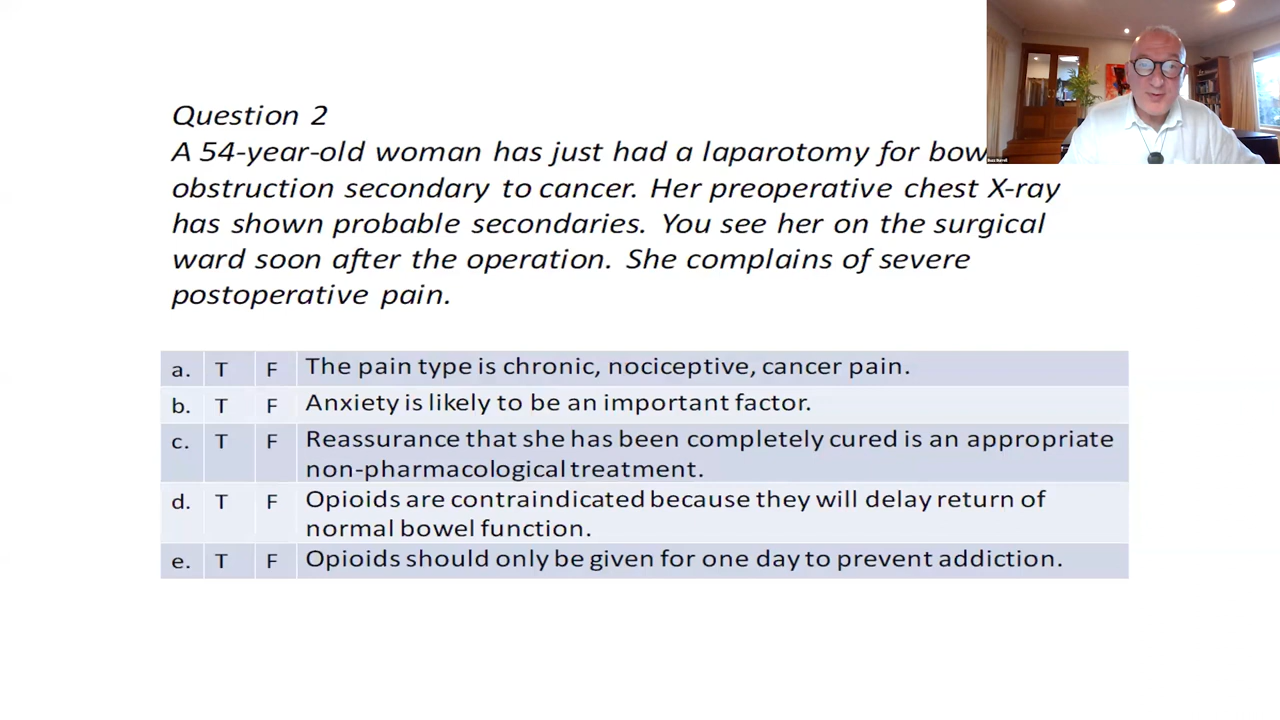 Question 2
A 54-year-old woman has just had a laparotomy for
obstruction secondary to cancer. Her preoperative chest X-ray
has shown probable secondaries. You see her on the surgical
ward soon after the operation. She complains of severe
postoperative pain.
a. T F The pain type is chronic, nociceptive, cancer pain.
b. T F Anxiety is likely to be an important factor.
c. T F Reassurance that she has been completely cured is an appropriate
non-pharmacological treatment.
d. T F Opioids are contraindicated because they will delay return of
normal bowel function.
e. T F Opioids should only be given for one day to prevent addiction.